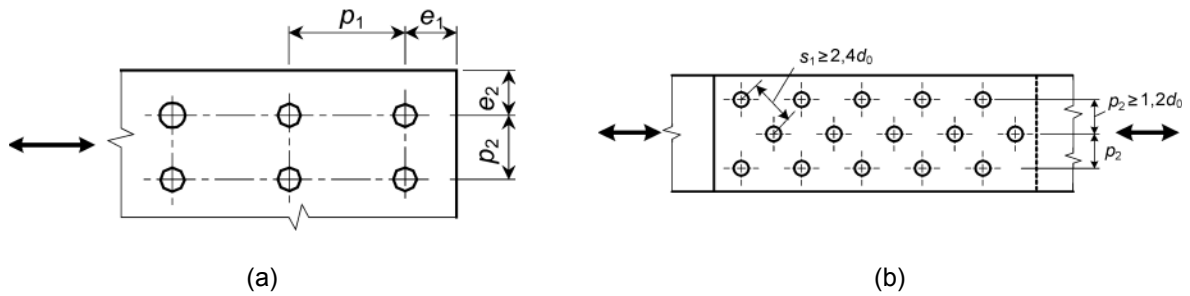 p₁
e₁
e₂
p₂
(a)
s₁≥2,4d₀
p₂≥1,2d₀
p₂
(b)